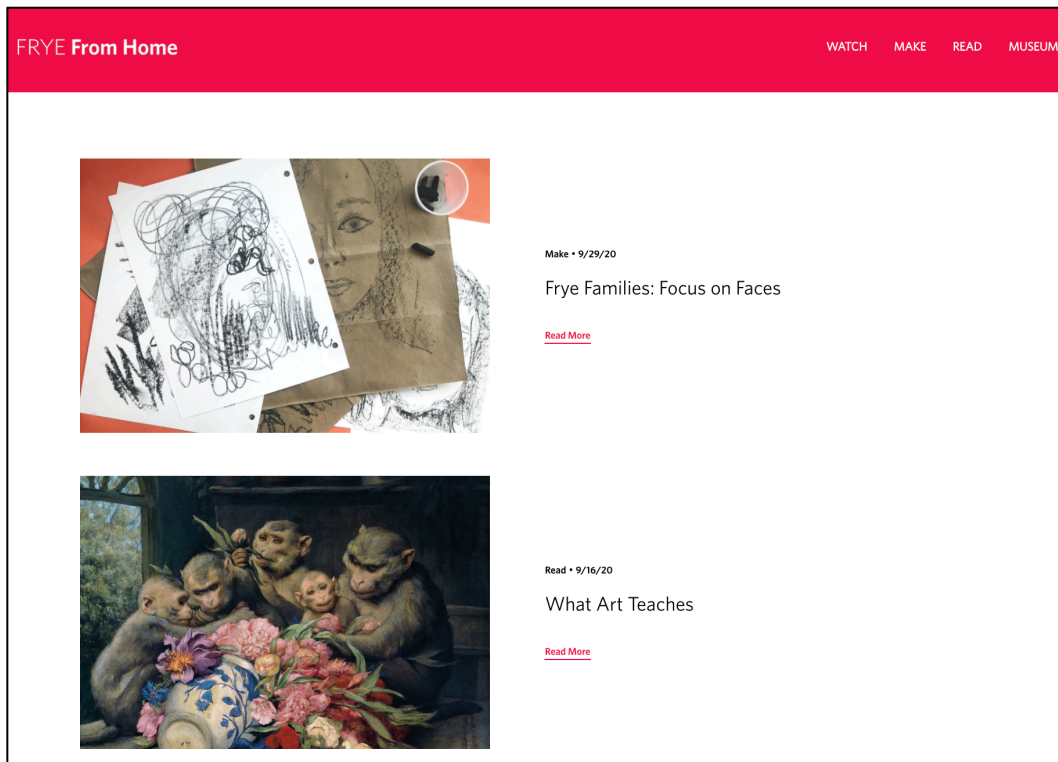 FRYE From Home
WATCH MAKE READ MUSEUM
Make • 9/29/20
Frye Families: Focus on Faces
Read More
Read • 9/16/20
What Art Teaches
Read More